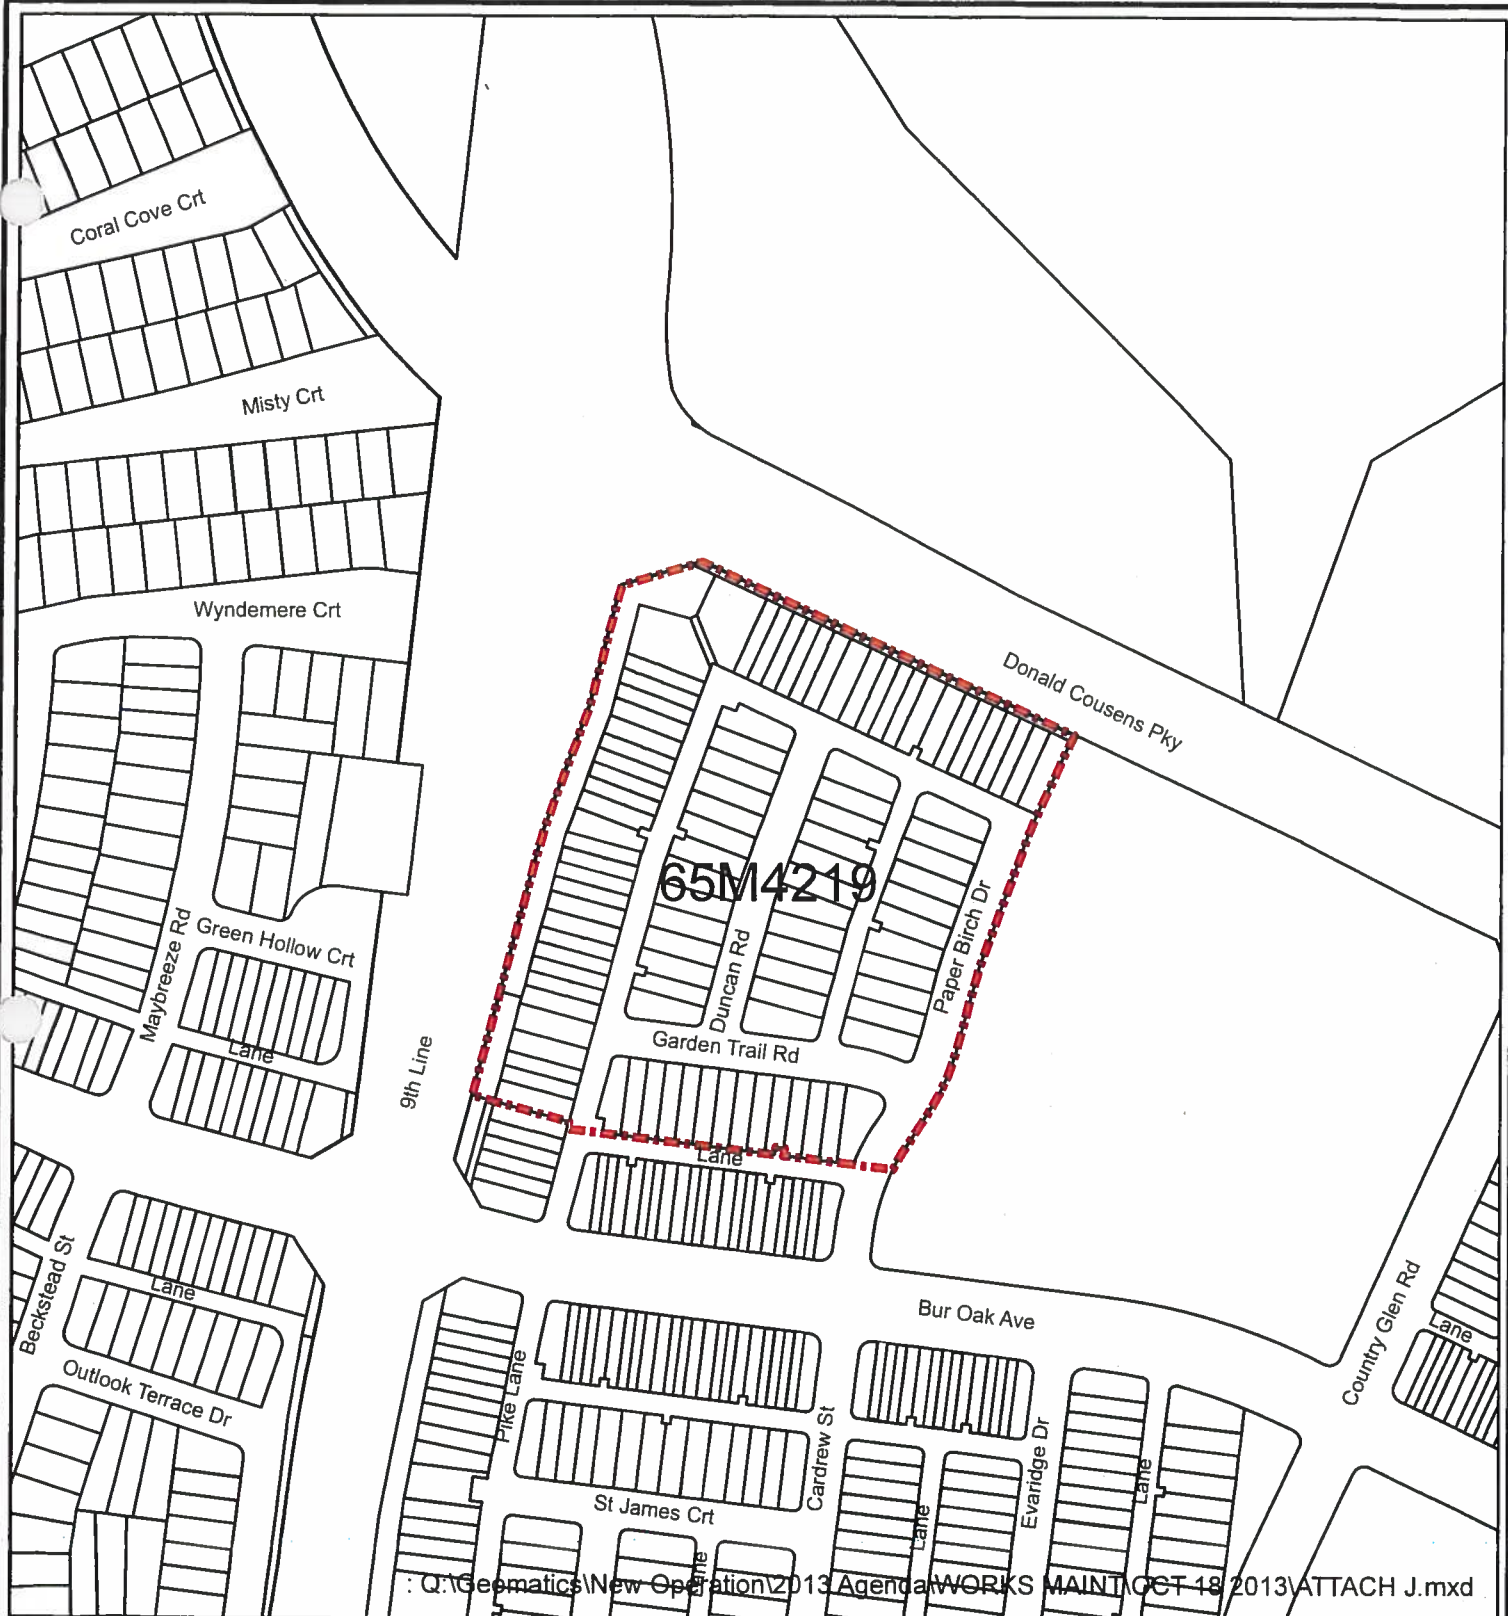 Coral Cove Crt
Misty Crt
Wyndemere Crt
Donald Cousens Pky
65M4219
Maybreeze Rd
Green Hollow Crt
Paper Birch Dr
Duncan Rd
Garden Trail Rd
Lane
9th Line
Lane
Beckstead St
Lane
Outlook Terrace Dr
Bur Oak Ave
Country Glen Rd
Lane
Pike Lane
Cardrew St
Evaridge Dr
Lane
St James Crt
Lane
Lane
: Q:\Geomatics\New Operation\2013 Agenda\WORKS MAINT\OCT 18 2013\ATTACH J.mxd